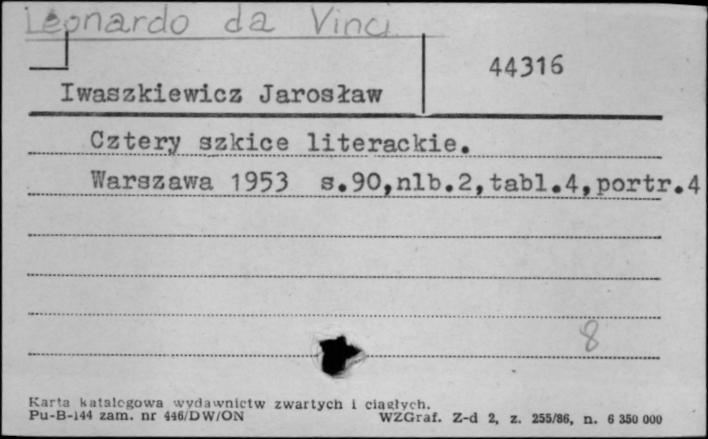 Leonardo da Vinci
44316
Iwaszkiewicz Jarosław
Cztery szkice literackie.
Warszawa 1953 s.90,nlb.2,tabl.4,portr.4
8
Karta katalogowa wydawnictw zwartych i ciągłych.
Pu-B-144 zam. nr 446/DW/ON WZGraf. Z-d 2, z. 255/86, n. 6 350 000